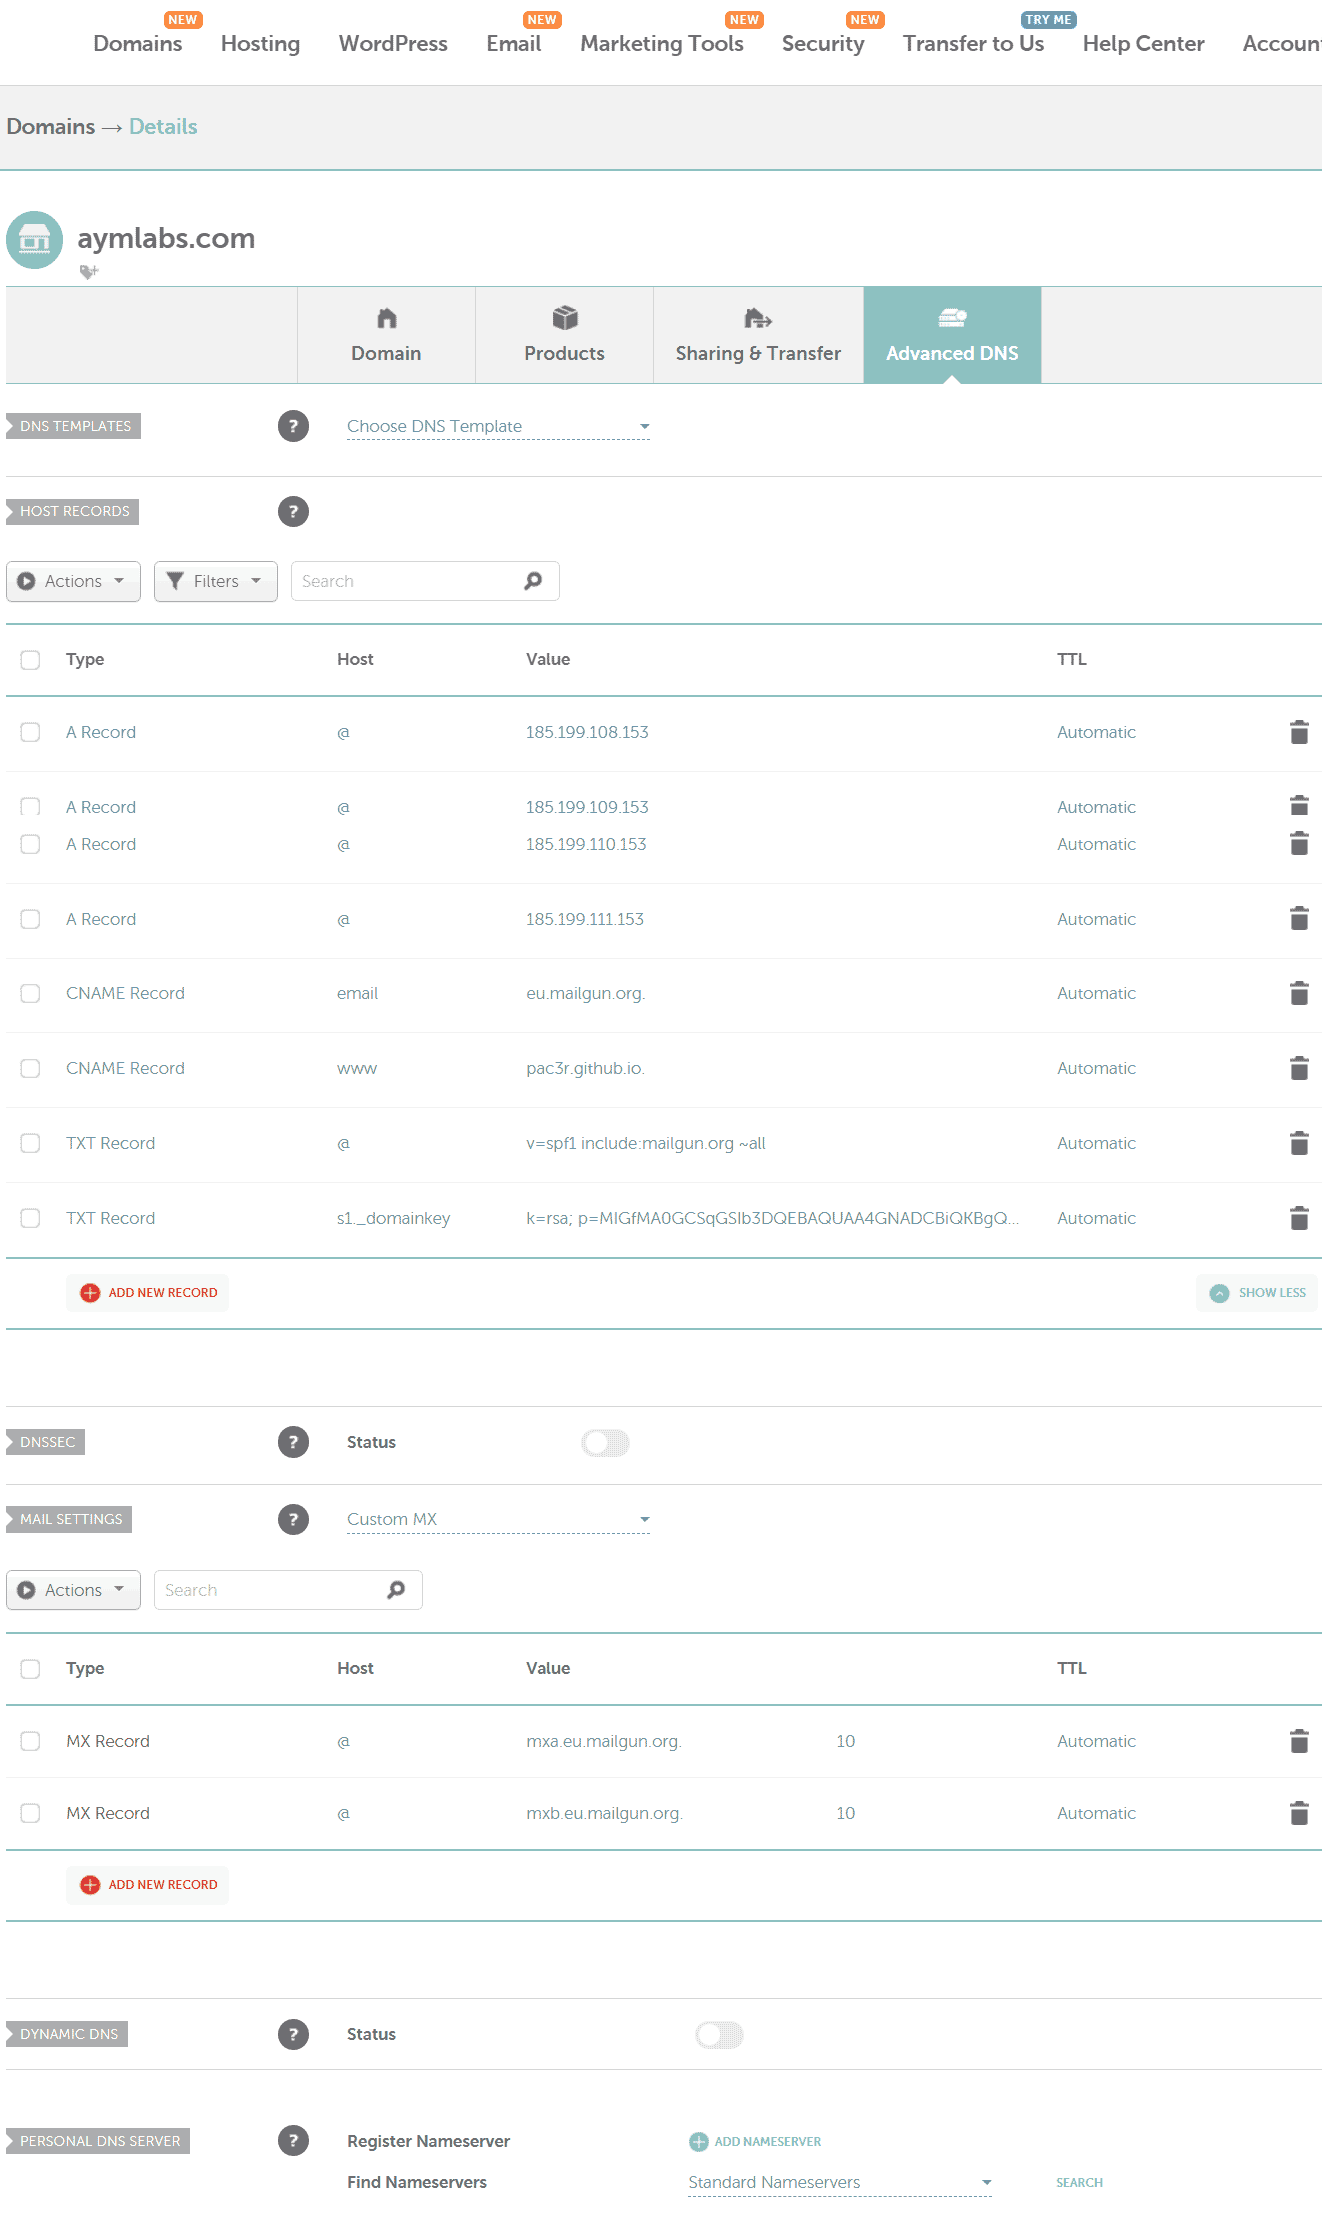 NEW NEW NEW NEW TRY ME
Domains Hosting WordPress Email Marketing Tools Security Transfer to Us Help Center Accoun
Domains → Details
aymlabs.com
Domain Products Sharing & Transfer Advanced DNS
DNS TEMPLATES ? Choose DNS Template
HOST RECORDS ?
Actions Filters Search
Type Host Value TTL
A Record @ 185.199.108.153 Automatic
A Record @ 185.199.109.153 Automatic
A Record @ 185.199.110.153 Automatic
A Record @ 185.199.111.153 Automatic
CNAME Record email eu.mailgun.org. Automatic
CNAME Record www pac3r.github.io. Automatic
TXT Record @ v=spf1 include:mailgun.org ~all Automatic
TXT Record s1._domainkey k=rsa; p=MIGfMA0GCSqGSIb3DQEBAQUAA4GNADCBiQKBgQ... Automatic
ADD NEW RECORD SHOW LESS
DNSSEC ? Status
MAIL SETTINGS ? Custom MX
Actions Search
Type Host Value TTL
MX Record @ mxa.eu.mailgun.org. 10 Automatic
MX Record @ mxb.eu.mailgun.org. 10 Automatic
ADD NEW RECORD
DYNAMIC DNS ? Status
PERSONAL DNS SERVER ? Register Nameserver ADD NAMESERVER
Find Nameservers Standard Nameservers SEARCH